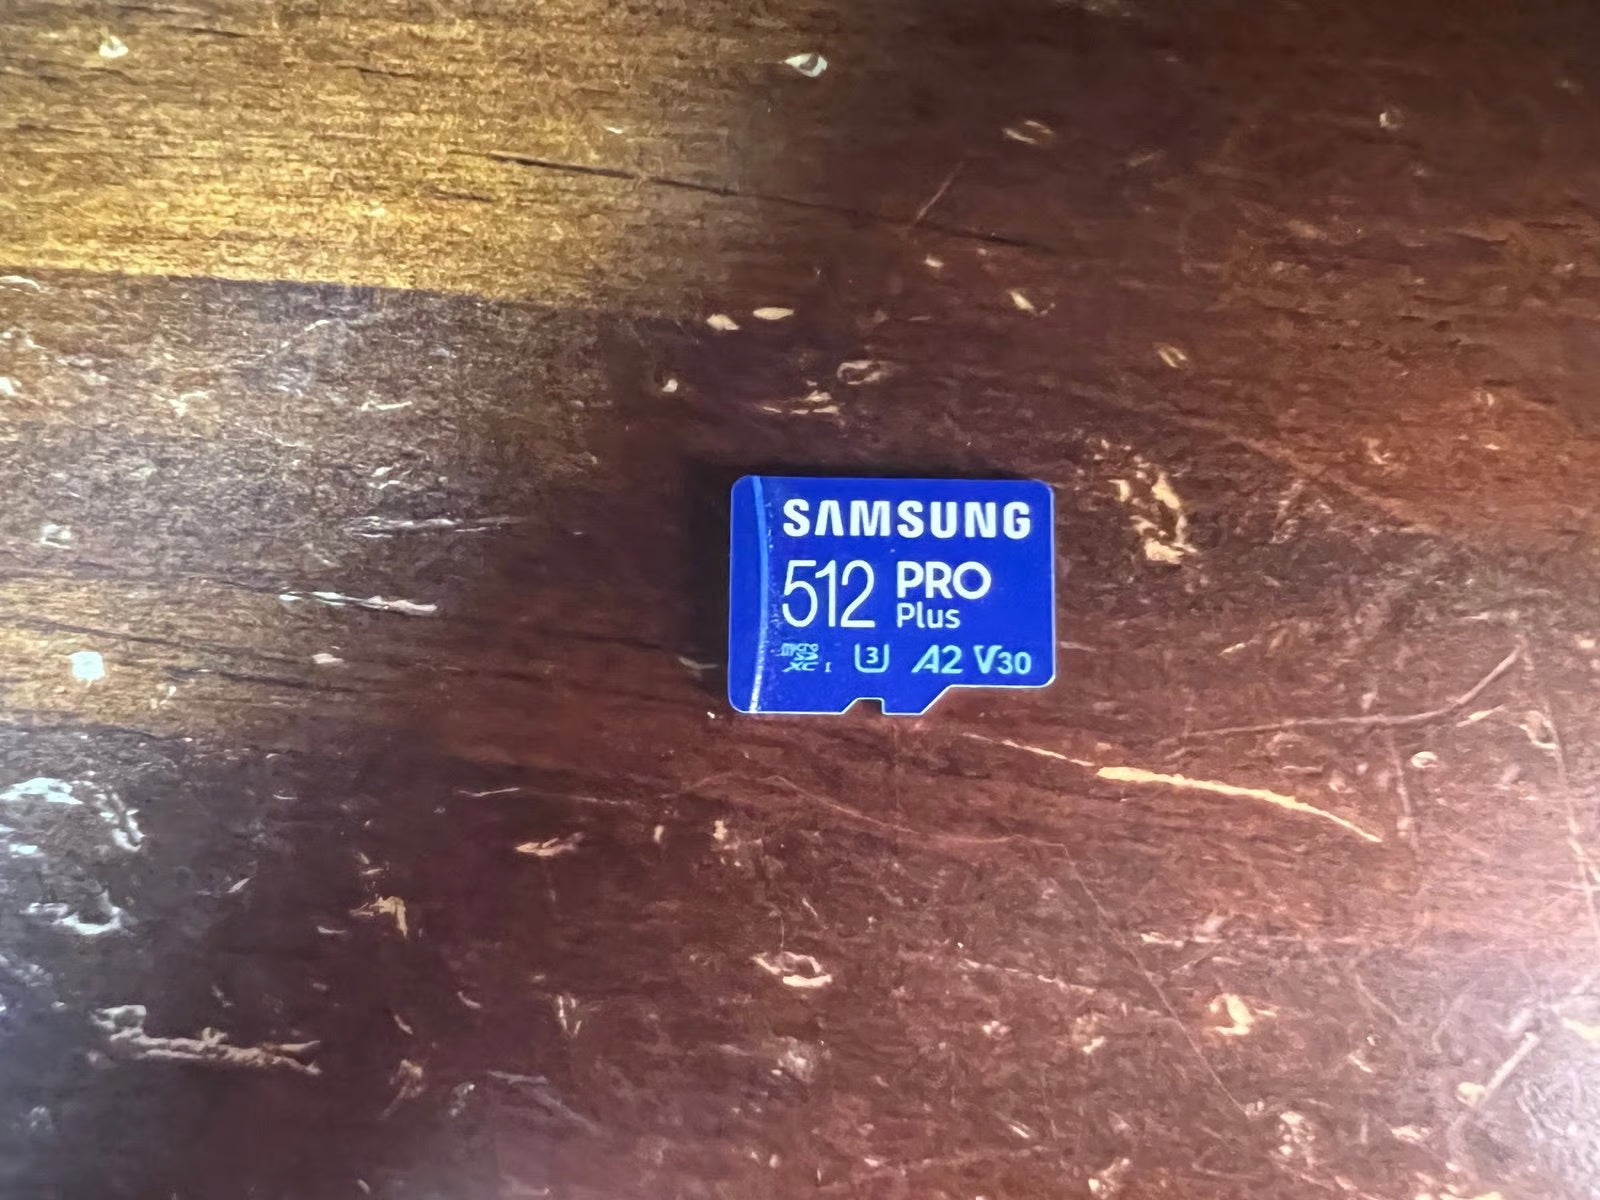 SAMSUNG
512 PRO
Plus
micro
SD
XC I U3 A2 V30